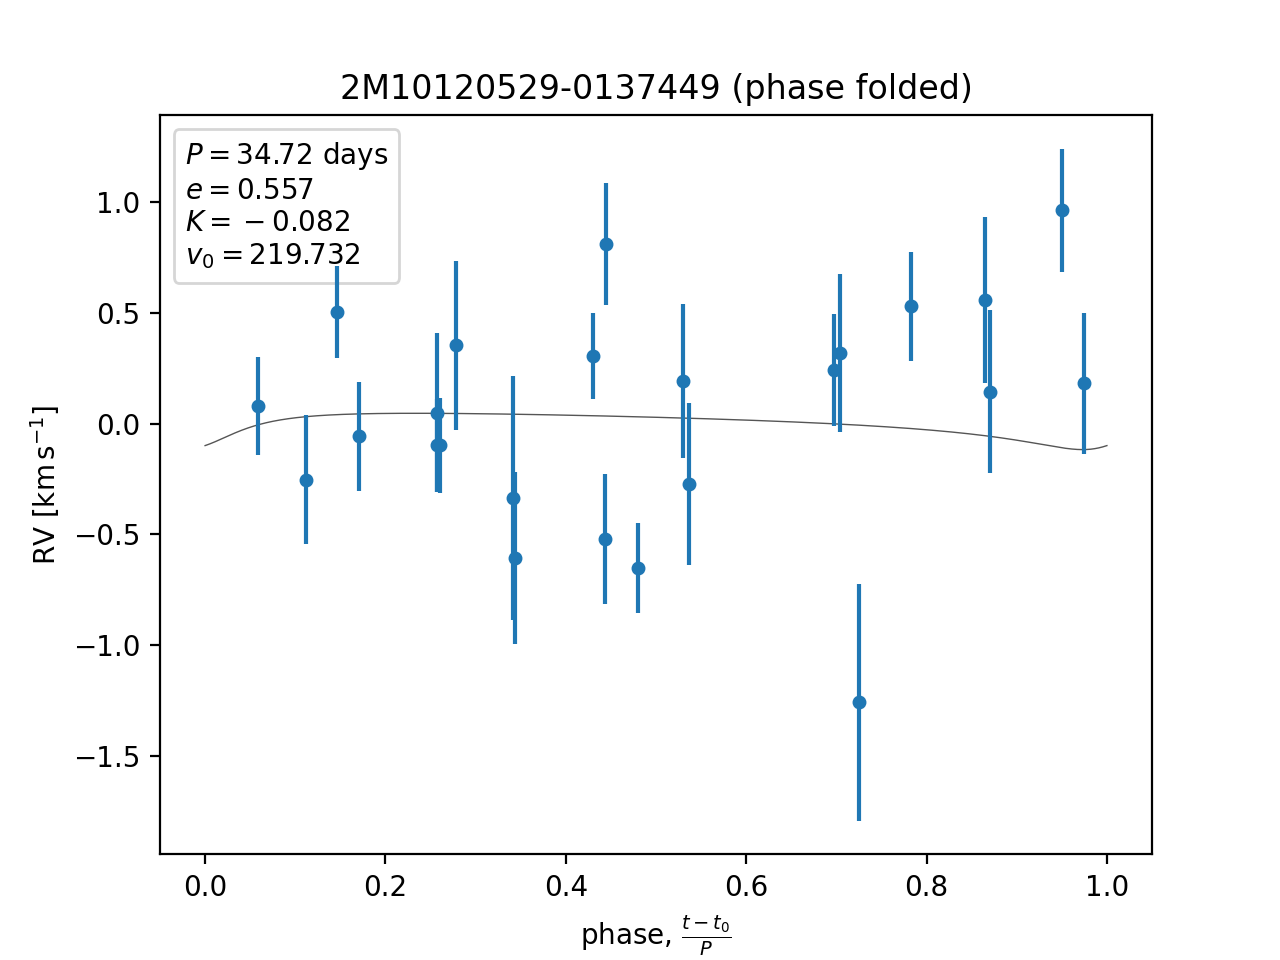 2M10120529-0137449 (phase folded)
P = 34.72 days
e = 0.557
K = −0.082
v₀ = 219.732
1.0
0.5
0.0
−0.5
−1.0
−1.5
RV [km s⁻¹]
0.0 0.2 0.4 0.6 0.8 1.0
phase, (t − t₀)/P